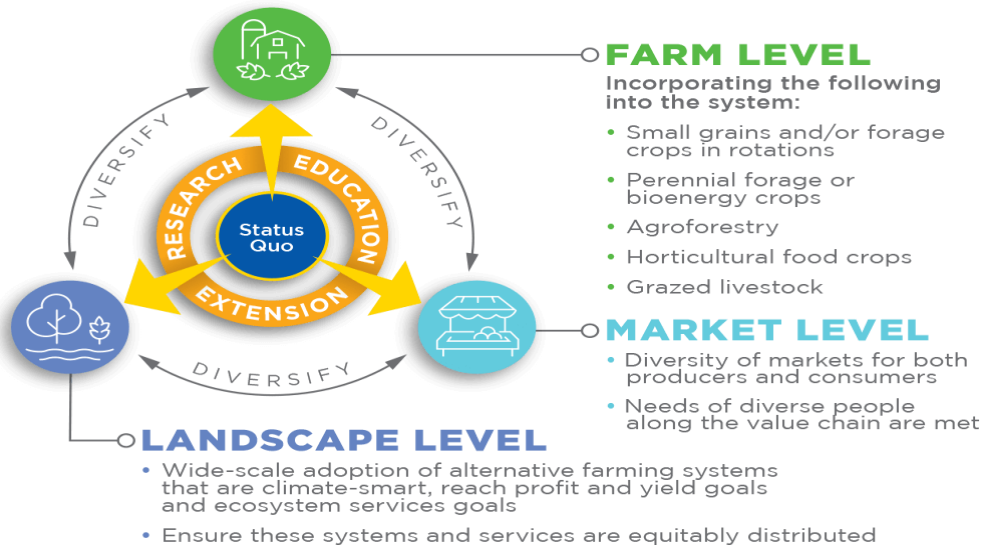 FARM LEVEL
Incorporating the following
into the system:
• Small grains and/or forage
crops in rotations
• Perennial forage or
bioenergy crops
• Agroforestry
• Horticultural food crops
• Grazed livestock
DIVERSIFY
DIVERSIFY
RESEARCH
EDUCATION
EXTENSION
Status
Quo
DIVERSIFY
MARKET LEVEL
• Diversity of markets for both
producers and consumers
• Needs of diverse people
along the value chain are met
LANDSCAPE LEVEL
• Wide-scale adoption of alternative farming systems
that are climate-smart, reach profit and yield goals
and ecosystem services goals
• Ensure these systems and services are equitably distributed